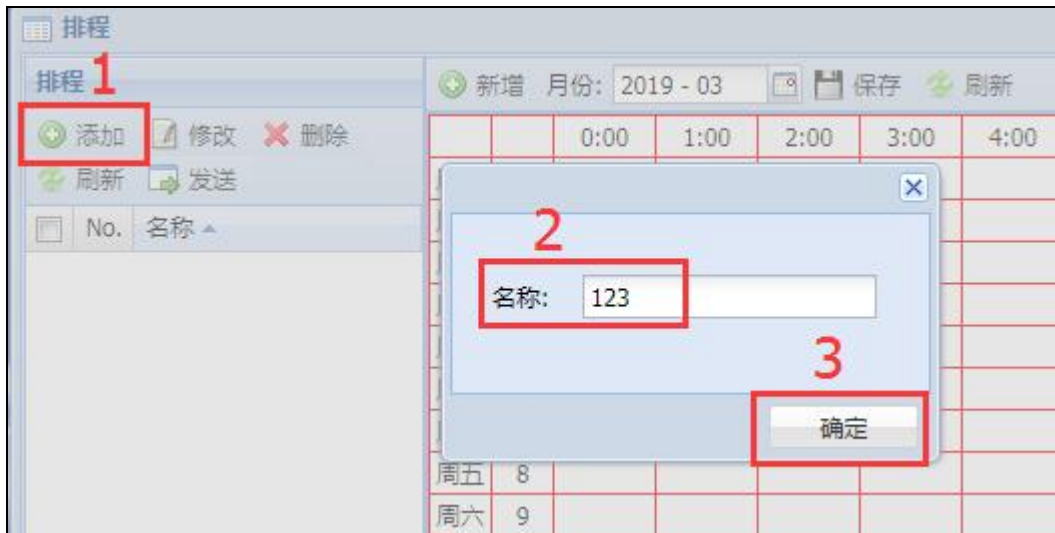 排程
排程 1
添加 修改 删除
刷新 发送
No. 名称
新增 月份: 2019 - 03 保存 刷新
0:00 1:00 2:00 3:00 4:00
2
名称: 123
3
确定
周五 8
周六 9